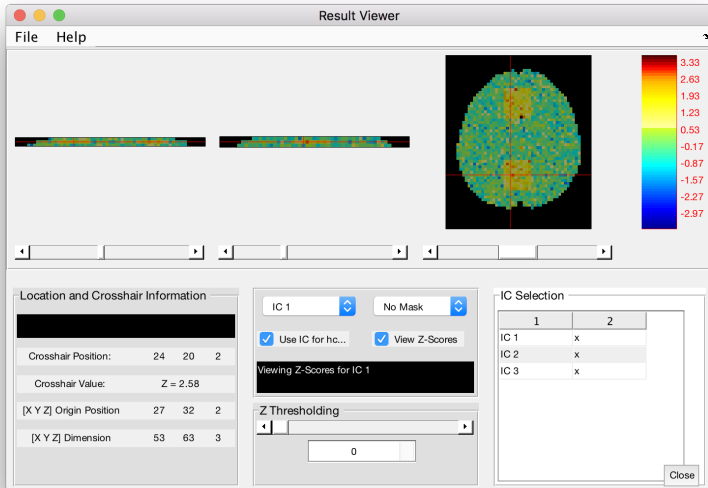 Result Viewer
File Help
3.33
2.63
1.93
1.23
0.53
-0.17
-0.87
-1.57
-2.27
-2.97
Location and Crosshair Information
Crosshair Position: 24 20 2
Crosshair Value: Z = 2.58
[X Y Z] Origin Position 27 32 2
[X Y Z] Dimension 53 63 3
IC 1 No Mask
Use IC for hc... View Z-Scores
Viewing Z-Scores for IC 1
Z Thresholding
0
IC Selection
1 2
IC 1 x
IC 2 x
IC 3 x
Close